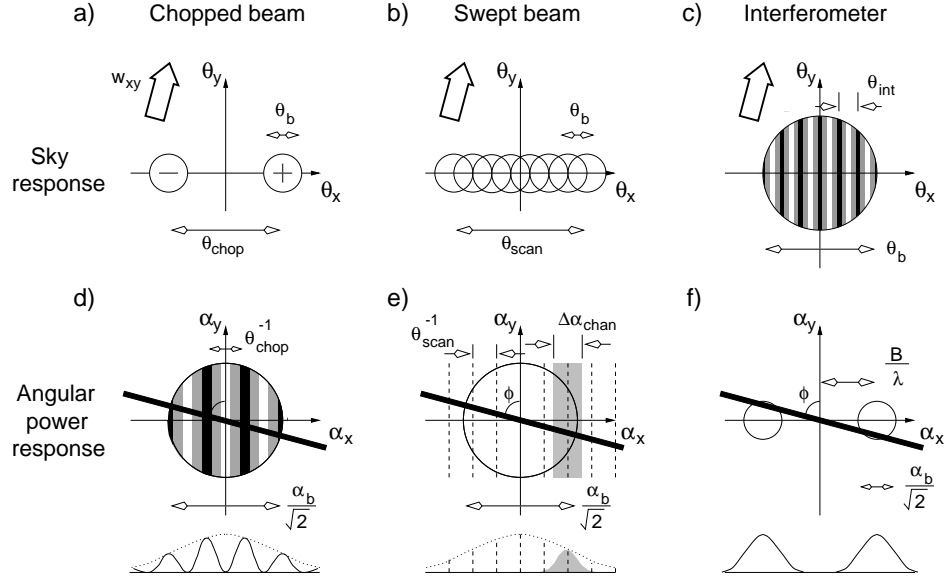 a) Chopped beam
b) Swept beam
c) Interferometer
Sky
response
w_xy
θ_y
θ_b
−
+
θ_x
θ_chop
θ_y
θ_b
θ_x
θ_scan
θ_y
θ_int
θ_x
θ_b
Angular
power
response
d)
α_y
θ_chop^-1
α_x
α_b
√2
e)
α_y
θ_scan^-1
Δα_chan
ϕ
α_x
α_b
√2
f)
α_y
B
λ
ϕ
α_x
α_b
√2